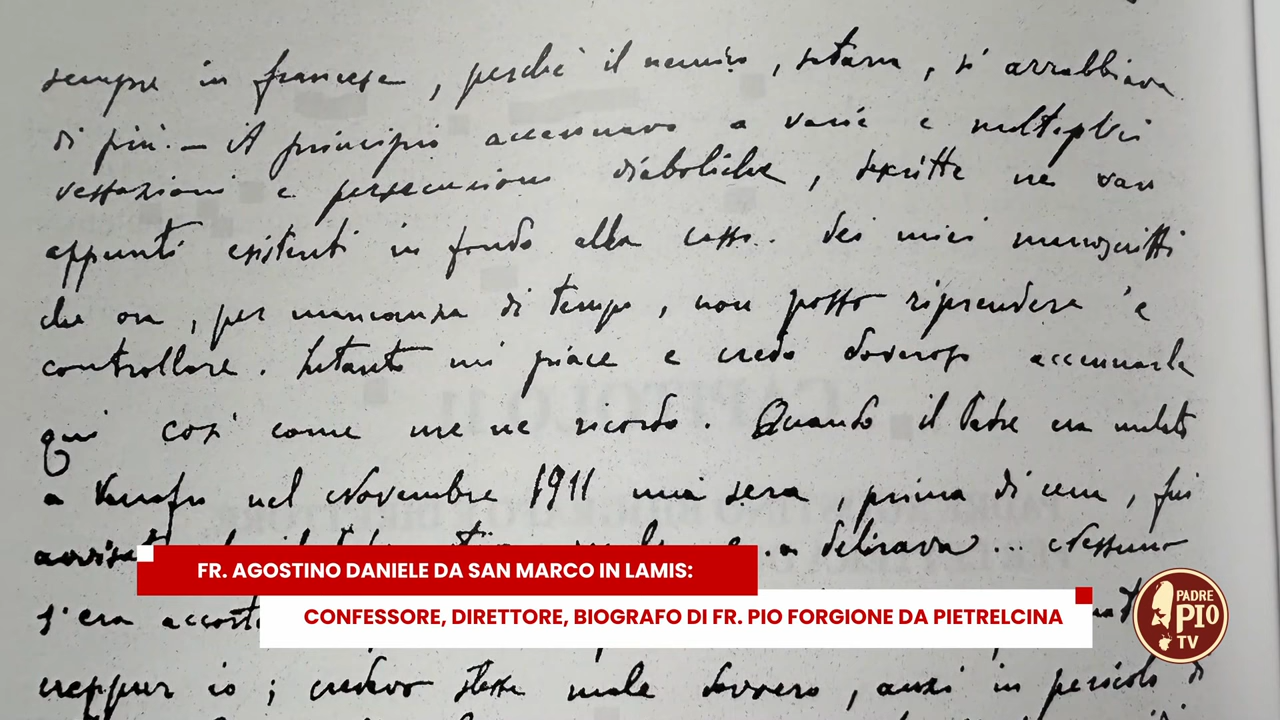 sempre in francese, perchè il nemico, satana, si arrabbiava
di più. — A principio accennavo a varie e molteplici
vessazioni e persecuzioni diaboliche, scritte ne vari
appunti esistenti in fondo alla dei miei manoscritti
che ora, per mancanza di tempo, non posso riprendere e
controllare. Intanto mi piace e credo doveroso accennarle
qui così come me ne ricordo. Quando il Padre era malato
a Venafro nel Novembre 1911 una sera, prima di cena, fui
delirava... Nessuno
s'era
neppur io; credevo stesse male davvero, anzi in pericolo di
FR. AGOSTINO DANIELE DA SAN MARCO IN LAMIS:
CONFESSORE, DIRETTORE, BIOGRAFO DI FR. PIO FORGIONE DA PIETRELCINA
PADRE
PIO
TV